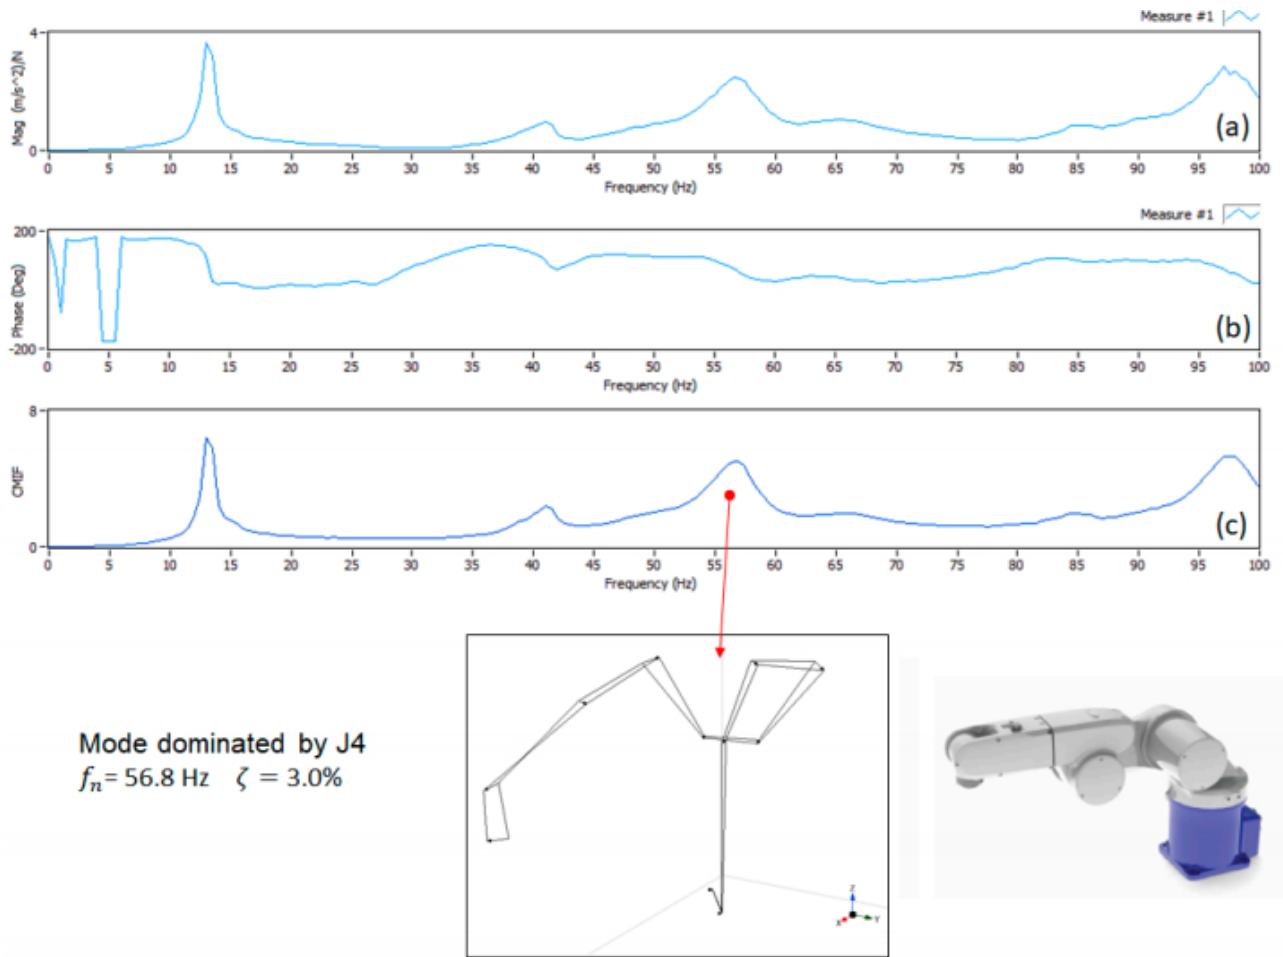 Measure #1
4
Mag (m/s^2)/N
0
(a)
0 5 10 15 20 25 30 35 40 45 50 55 60 65 70 75 80 85 90 95 100
Frequency (Hz)
Measure #1
200
Phase (Deg)
-200
(b)
0 5 10 15 20 25 30 35 40 45 50 55 60 65 70 75 80 85 90 95 100
Frequency (Hz)
8
CMIF
0
(c)
0 5 10 15 20 25 30 35 40 45 50 55 60 65 70 75 80 85 90 95 100
Frequency (Hz)
Mode dominated by J4
fₙ= 56.8 Hz ζ = 3.0%
Z
X Y